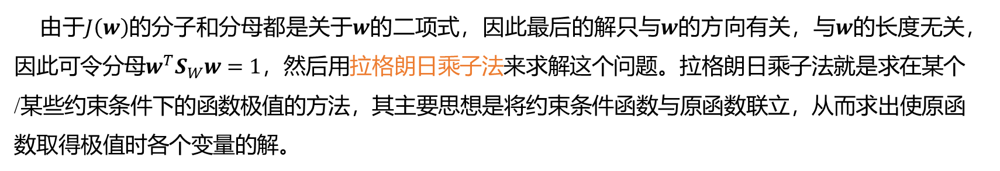 由于J(w)的分子和分母都是关于w的二项式，因此最后的解只与w的方向有关，与w的长度无关，
因此可令分母wᵀS_W w = 1，然后用拉格朗日乘子法来求解这个问题。拉格朗日乘子法就是求在某个
/某些约束条件下的函数极值的方法，其主要思想是将约束条件函数与原函数联立，从而求出使原函
数取得极值时各个变量的解。